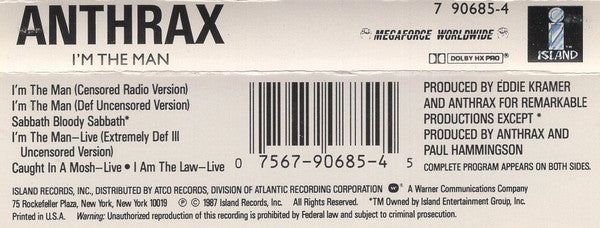 ANTHRAX
I'M THE MAN
7 90685-4
MEGAFORCE WORLDWIDE
DOLBY HX PRO
i
ISLAND
I'm The Man (Censored Radio Version)
I'm The Man (Def Uncensored Version)
Sabbath Bloody Sabbath*
I'm The Man–Live (Extremely Def III
Uncensored Version)
Caught In A Mosh–Live • I Am The Law–Live
0 07567-90685-4 5
PRODUCED BY EDDIE KRAMER
AND ANTHRAX FOR REMARKABLE
PRODUCTIONS EXCEPT*
PRODUCED BY ANTHRAX AND
PAUL HAMMINGSON
COMPLETE PROGRAM APPEARS ON BOTH SIDES.
ISLAND RECORDS, INC., DISTRIBUTED BY ATCO RECORDS, DIVISION OF ATLANTIC RECORDING CORPORATION W ® A Warner Communications Company
75 Rockefeller Plaza, New York, New York 10019 Ⓟ © 1987 Island Records, Inc. All Rights Reserved. *TM Owned by Island Entertainment Group, Inc.
Printed in U.S.A. Warning: Unauthorized reproduction of this recording is prohibited by Federal law and subject to criminal prosecution.